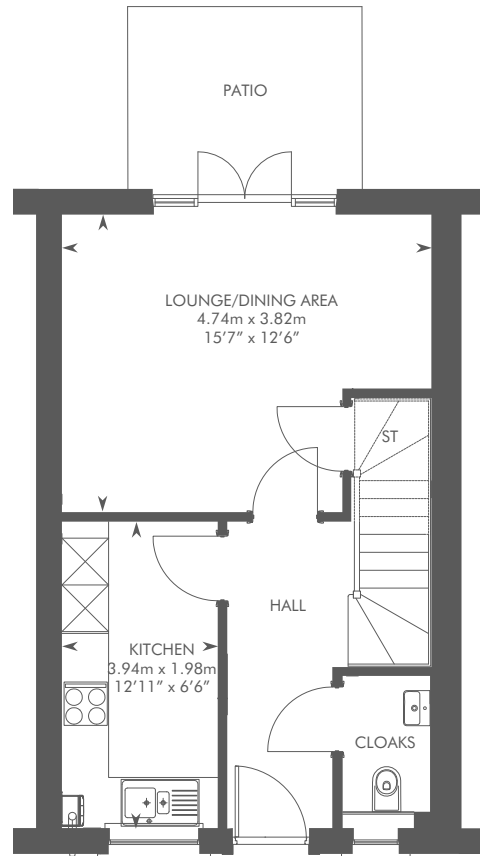 PATIO
LOUNGE/DINING AREA
4.74m x 3.82m
15’7” x 12’6”
ST
HALL
KITCHEN
3.94m x 1.98m
12’11” x 6’6”
CLOAKS